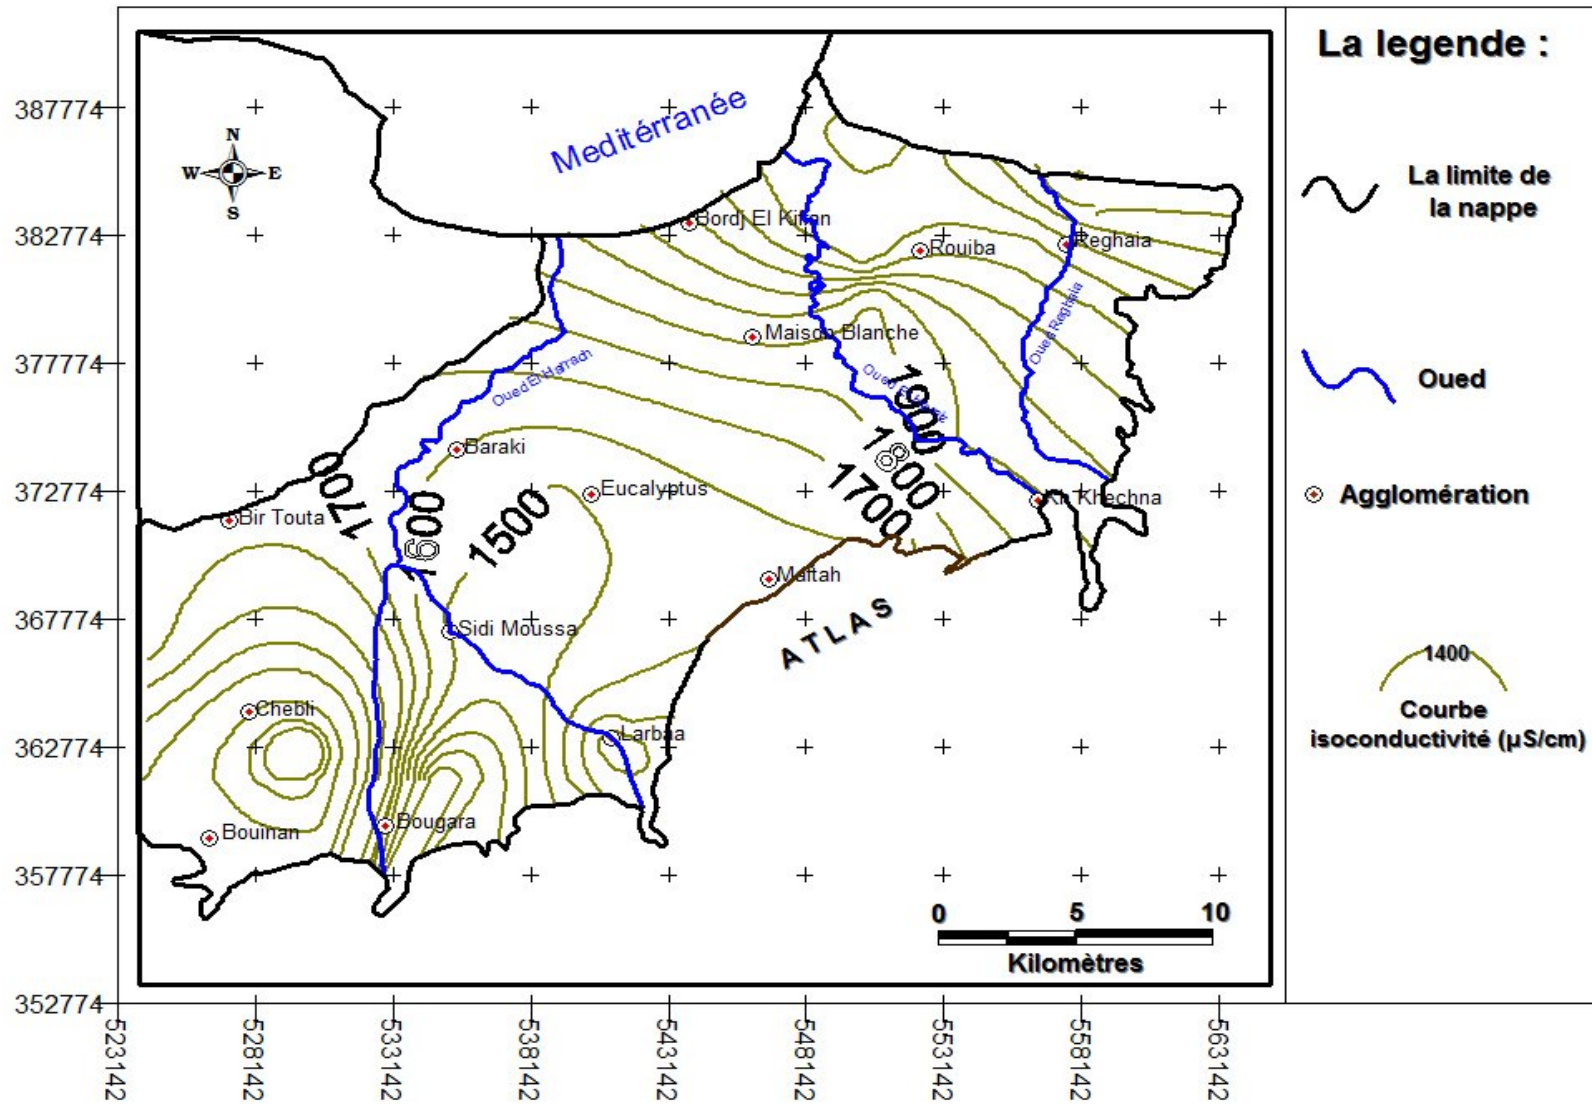 La legende :
387774
382774
377774
372774
367774
362774
357774
352774
N
W
E
S
Meditérranée
Bordj El Kiffan
Rouiba
Reghaia
Maison Blanche
Oued El Harrach
Oued Reghaia
Oued
Baraki
Eucalyptus
Bir Touta
Kh Khechna
Maftah
Sidi Moussa
Chebli
Larbaa
Bouinan
Bougara
ATLAS
1700
1600
1500
1900
1800
1700
0 5 10
Kilomètres
523142
528142
533142
538142
543142
548142
553142
558142
563142
La limite de
la nappe
Oued
Agglomération
1400
Courbe
isoconductivité (µS/cm)